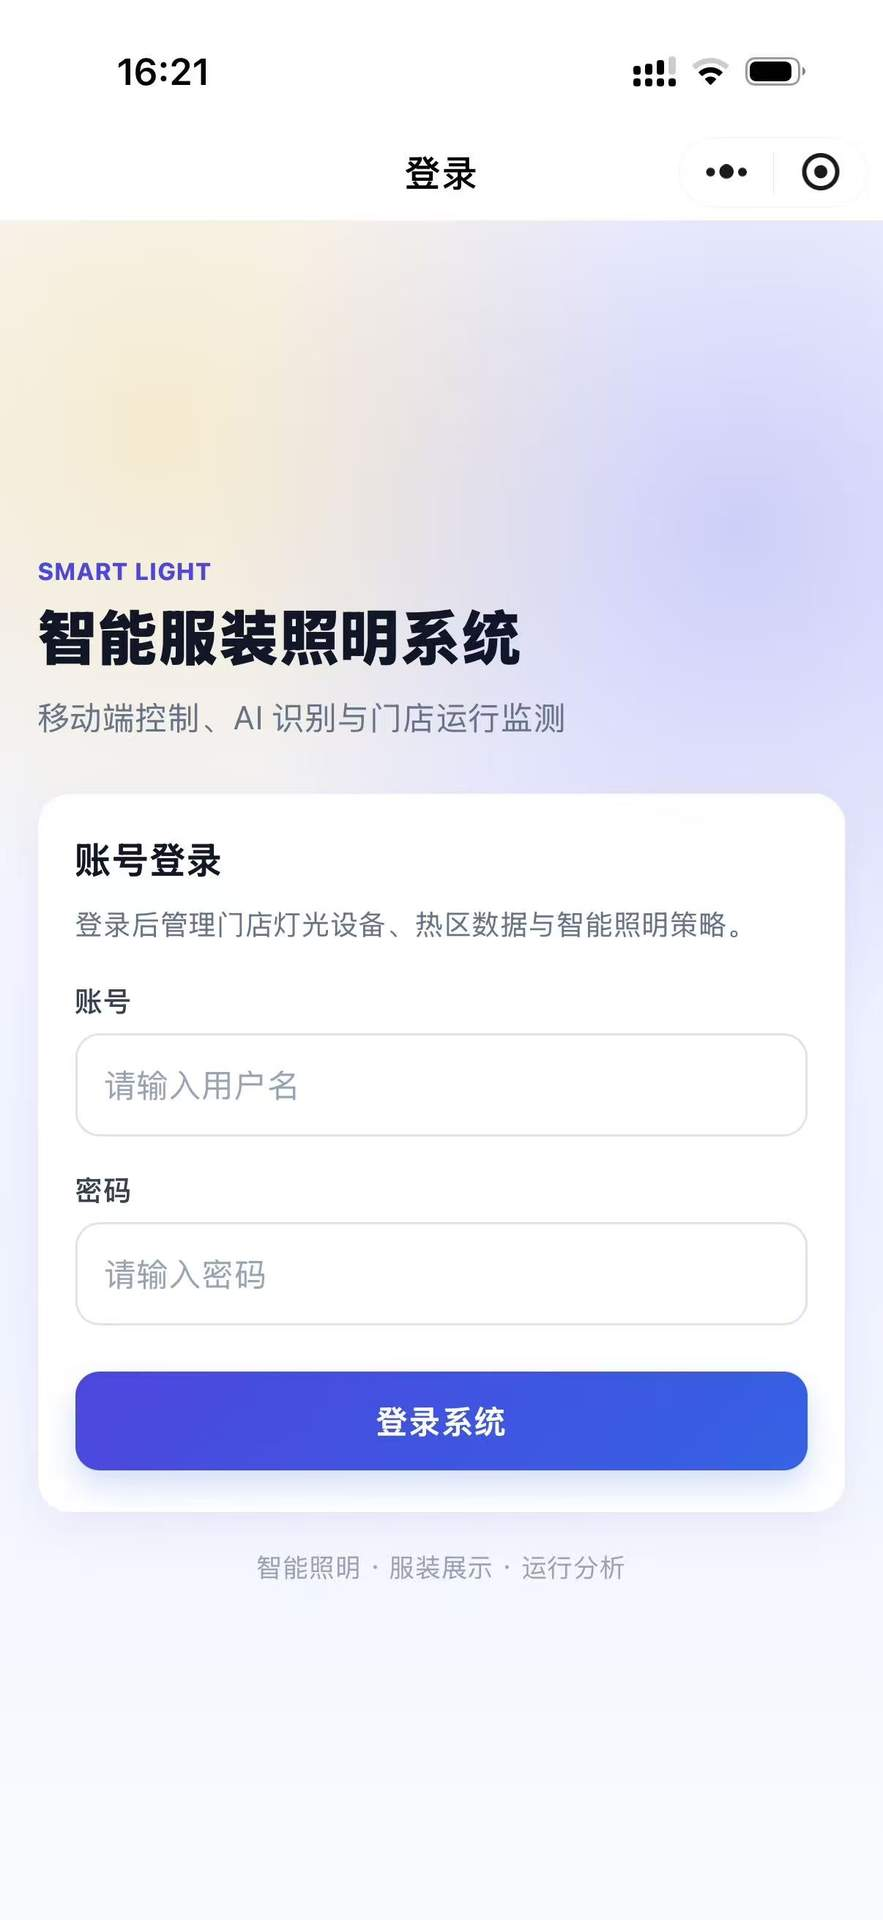 16:21
登录
SMART LIGHT
智能服装照明系统
移动端控制、AI 识别与门店运行监测
账号登录
登录后管理门店灯光设备、热区数据与智能照明策略。
账号
请输入用户名
密码
请输入密码
登录系统
智能照明 · 服装展示 · 运行分析